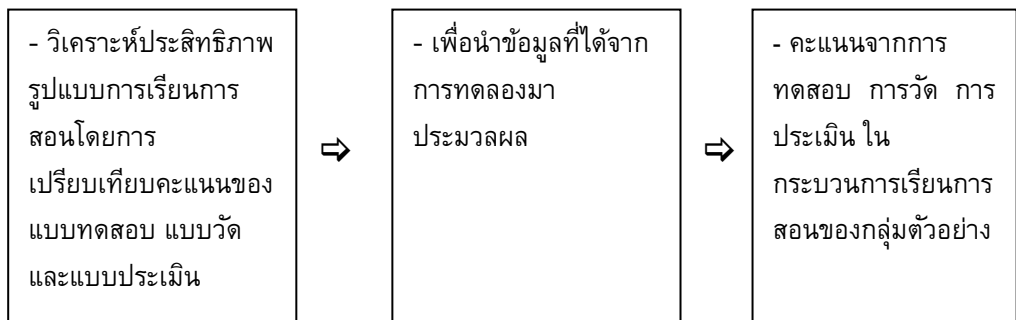 - วิเคราะห์ประสิทธิภาพ
รูปแบบการเรียนการ
สอนโดยการ
เปรียบเทียบคะแนนของ
แบบทดสอบ แบบวัด
และแบบประเมิน
- เพื่อนำข้อมูลที่ได้จาก
การทดลองมา
ประมวลผล
- คะแนนจากการ
ทดสอบ การวัด การ
ประเมิน ใน
กระบวนการเรียนการ
สอนของกลุ่มตัวอย่าง